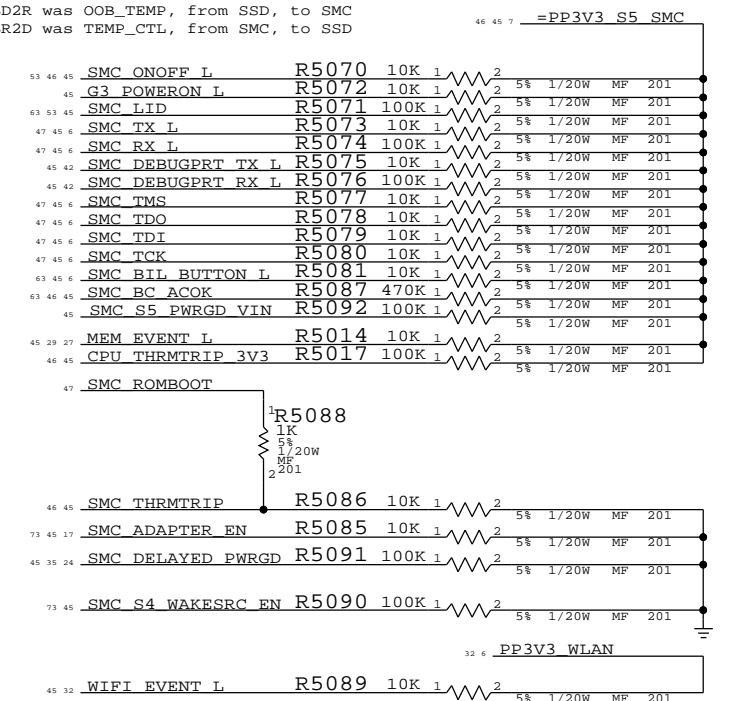 D2R was OOB_TEMP, from SSD, to SMC
R2D was TEMP_CTL, from SMC, to SSD
46 45 7 =PP3V3_S5_SMC
53 46 45 SMC_ONOFF_L R5070 10K 1 2 5% 1/20W MF 201
45 G3_POWERON_L R5072 10K 1 2 5% 1/20W MF 201
63 53 45 SMC_LID R5071 100K 1 2 5% 1/20W MF 201
47 45 6 SMC_TX_L R5073 10K 1 2 5% 1/20W MF 201
47 45 6 SMC_RX_L R5074 100K 1 2 5% 1/20W MF 201
45 42 SMC_DEBUGPRT_TX_L R5075 10K 1 2 5% 1/20W MF 201
45 42 SMC_DEBUGPRT_RX_L R5076 100K 1 2 5% 1/20W MF 201
47 45 6 SMC_TMS R5077 10K 1 2 5% 1/20W MF 201
47 45 6 SMC_TDO R5078 10K 1 2 5% 1/20W MF 201
47 45 6 SMC_TDI R5079 10K 1 2 5% 1/20W MF 201
47 45 6 SMC_TCK R5080 10K 1 2 5% 1/20W MF 201
63 45 6 SMC_BIL_BUTTON_L R5081 10K 1 2 5% 1/20W MF 201
63 46 45 SMC_BC_ACOK R5087 470K 1 2 5% 1/20W MF 201
45 SMC_S5_PWRGD_VIN R5092 100K 1 2 5% 1/20W MF 201
45 29 27 MEM_EVENT_L R5014 10K 1 2 5% 1/20W MF 201
46 45 CPU_THRMTRIP_3V3 R5017 100K 1 2 5% 1/20W MF 201
47 SMC_ROMBOOT
1
R5088
1K
5%
1/20W
MF
201
2
46 45 SMC_THRMTRIP R5086 10K 1 2 5% 1/20W MF 201
73 45 17 SMC_ADAPTER_EN R5085 10K 1 2 5% 1/20W MF 201
45 35 24 SMC_DELAYED_PWRGD R5091 100K 1 2 5% 1/20W MF 201
73 45 SMC_S4_WAKESRC_EN R5090 100K 1 2 5% 1/20W MF 201
32 6 PP3V3_WLAN
45 32 WIFI_EVENT_L R5089 10K 1 2 5% 1/20W MF 201